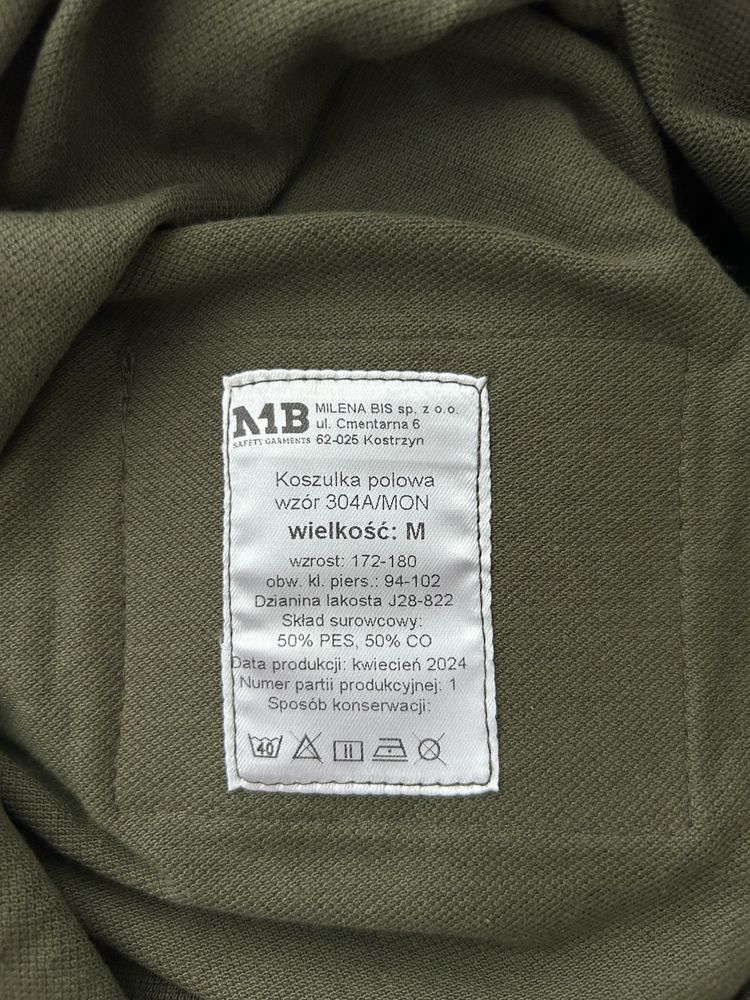 MB MILENA BIS sp. z o.o.
ul. Cmentarna 6
SAFETY GARMENTS 62-025 Kostrzyn
Koszulka polowa
wzór 304A/MON
wielkość: M
wzrost: 172-180
obw. kl. piers.: 94-102
Dzianina lakosta J28-822
Skład surowcowy:
50% PES, 50% CO
Data produkcji: kwiecień 2024
Numer partii produkcyjnej: 1
Sposób konserwacji:
40